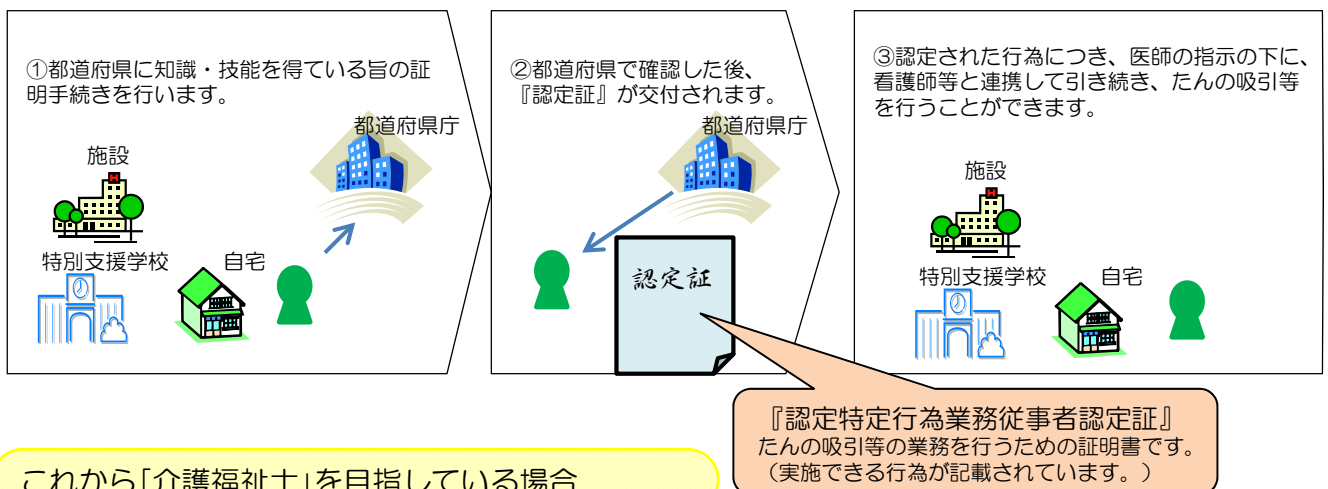 ①都道府県に知識・技能を得ている旨の証
明手続きを行います。
都道府県庁
施設
特別支援学校
自宅
②都道府県で確認した後、
『認定証』が交付されます。
都道府県庁
認定証
③認定された行為につき、医師の指示の下に、
看護師等と連携して引き続き、たんの吸引等
を行うことができます。
施設
特別支援学校
自宅
『認定特定行為業務従事者認定証』
たんの吸引等の業務を行うための証明書です。
（実施できる行為が記載されています。）
これから｢介護福祉士｣を目指している場合